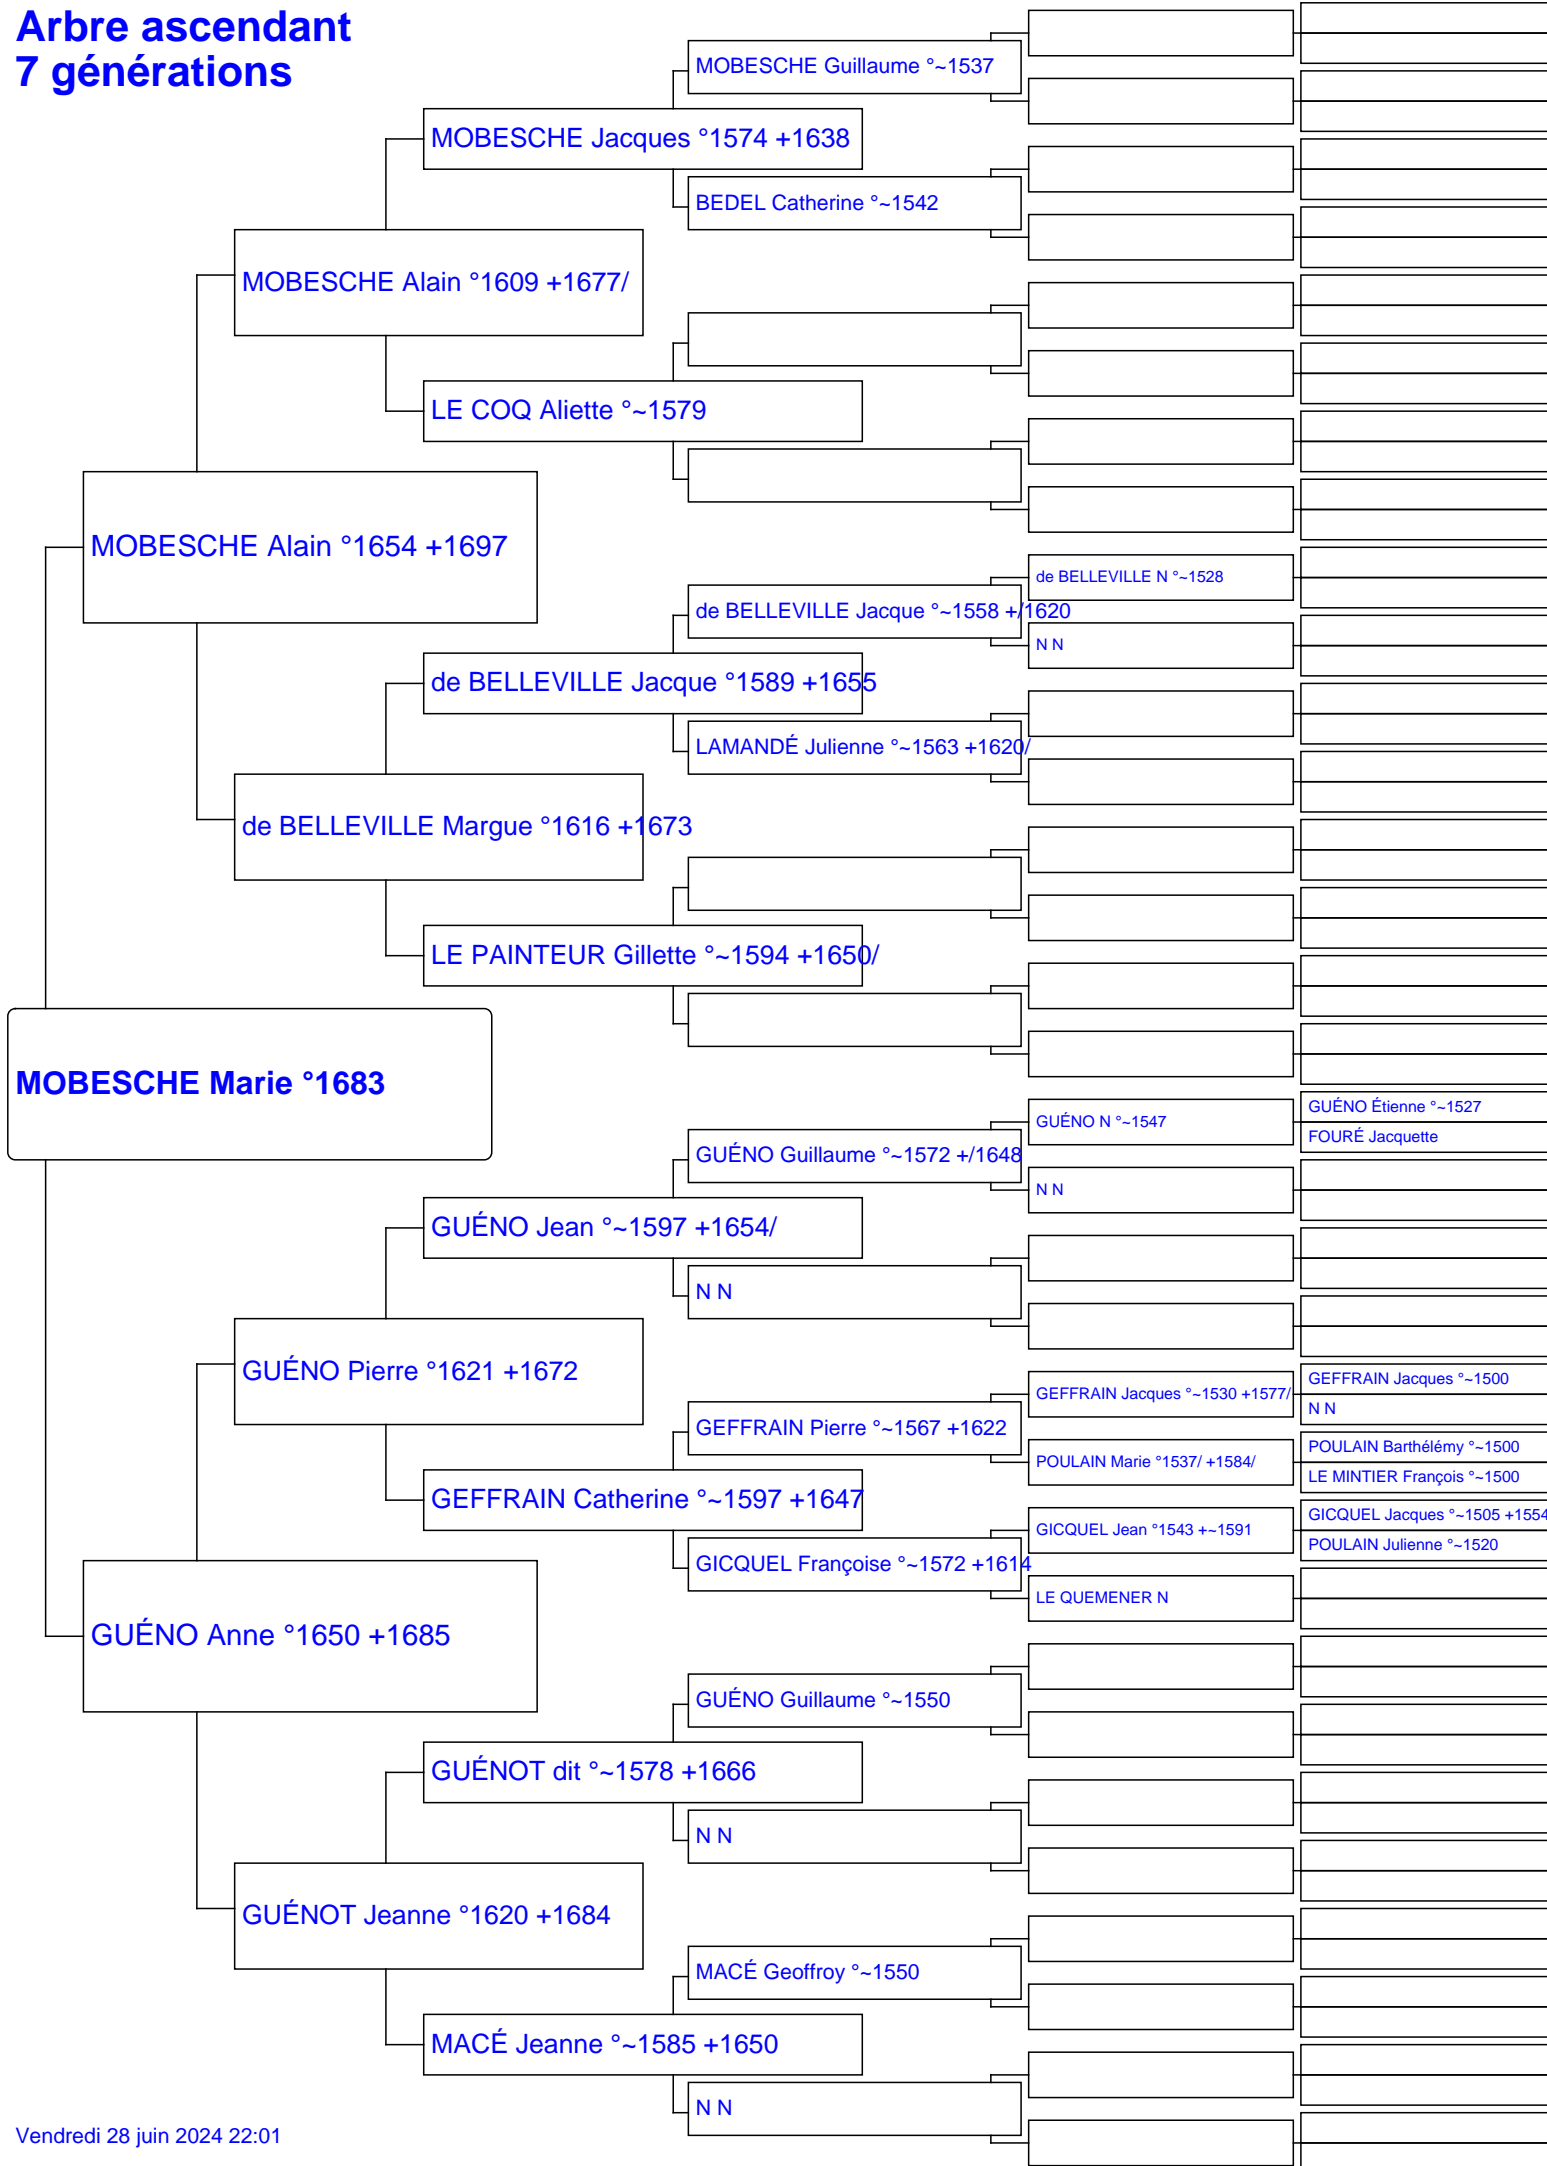 Arbre ascendant
7 générations
MOBESCHE Guillaume °~1537
MOBESCHE Jacques °1574 +1638
BEDEL Catherine °~1542
MOBESCHE Alain °1609 +1677/
LE COQ Aliette °~1579
MOBESCHE Alain °1654 +1697
de BELLEVILLE N °~1528
de BELLEVILLE Jacque °~1558 +/1620
N N
de BELLEVILLE Jacque °1589 +1655
LAMANDÉ Julienne °~1563 +1620/
de BELLEVILLE Margue °1616 +1673
LE PAINTEUR Gillette °~1594 +1650/
MOBESCHE Marie °1683
GUÉNO Étienne °~1527
GUÉNO N °~1547
FOURÉ Jacquette
GUÉNO Guillaume °~1572 +/1648
N N
GUÉNO Jean °~1597 +1654/
N N
GUÉNO Pierre °1621 +1672
GEFFRAIN Jacques °~1500
GEFFRAIN Jacques °~1530 +1577/
N N
GEFFRAIN Pierre °~1567 +1622
POULAIN Barthélémy °~1500
POULAIN Marie °1537/ +1584/
LE MINTIER François °~1500
GEFFRAIN Catherine °~1597 +1647
GICQUEL Jacques °~1505 +1554
GICQUEL Jean °1543 +~1591
POULAIN Julienne °~1520
GICQUEL Françoise °~1572 +1614
LE QUEMENER N
GUÉNO Anne °1650 +1685
GUÉNO Guillaume °~1550
GUÉNOT dit °~1578 +1666
N N
GUÉNOT Jeanne °1620 +1684
MACÉ Geoffroy °~1550
MACÉ Jeanne °~1585 +1650
N N
Vendredi 28 juin 2024 22:01